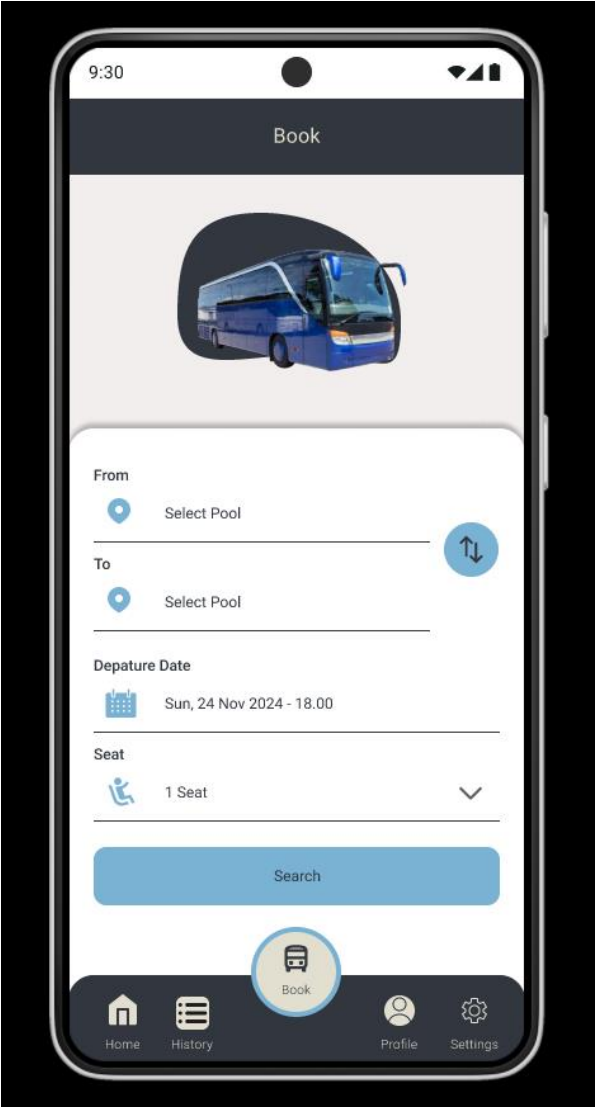 9:30
Book
From
Select Pool
To
Select Pool
Depature Date
Sun, 24 Nov 2024 - 18.00
Seat
1 Seat
Search
Book
Home
History
Profile
Settings